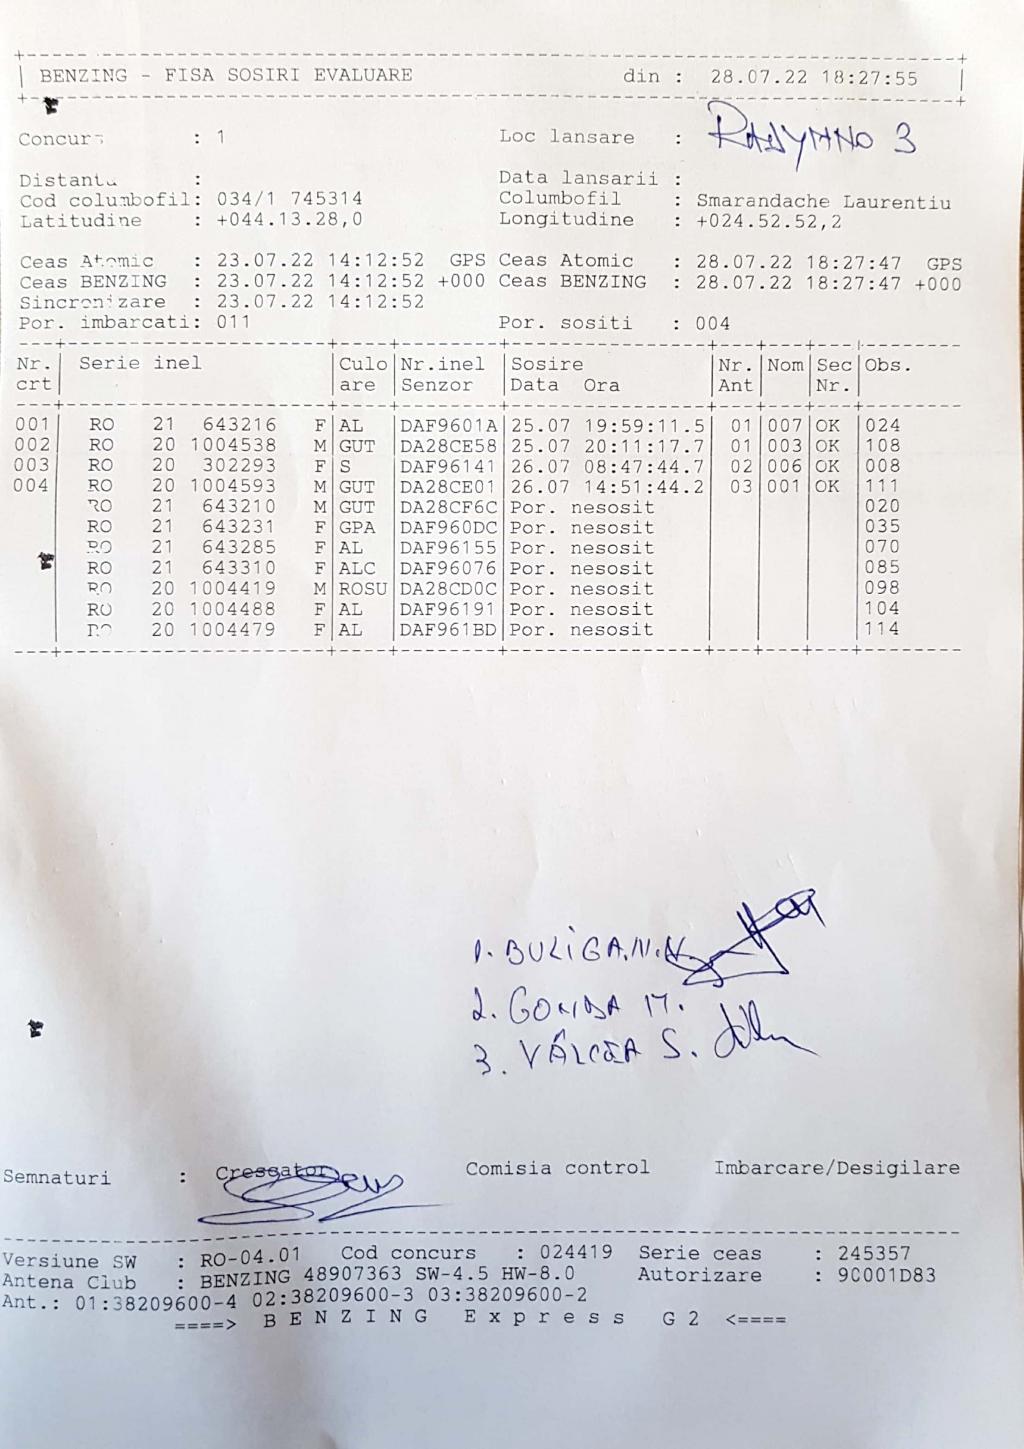 BENZING - FISA SOSIRI EVALUARE din : 28.07.22 18:27:55
Concurs : 1 Loc lansare : RADYMNO 3
Distanta : Data lansarii :
Cod columbofil: 034/1 745314 Columbofil : Smarandache Laurentiu
Latitudine : +044.13.28,0 Longitudine : +024.52.52,2
Ceas Atomic : 23.07.22 14:12:52 GPS Ceas Atomic : 28.07.22 18:27:47 GPS
Ceas BENZING : 23.07.22 14:12:52 +000 Ceas BENZING : 28.07.22 18:27:47 +000
Sincronizare : 23.07.22 14:12:52
Por. imbarcati: 011 Por. sositi : 004
Nr. Serie inel Culo Nr.inel Sosire Nr. Nom Sec Obs.
crt are Senzor Data Ora Ant Nr.
001 RO 21 643216 F AL DAF9601A 25.07 19:59:11.5 01 007 OK 024
002 RO 20 1004538 M GUT DA28CE58 25.07 20:11:17.7 01 003 OK 108
003 RO 20 302293 F S DAF96141 26.07 08:47:44.7 02 006 OK 008
004 RO 20 1004593 M GUT DA28CE01 26.07 14:51:44.2 03 001 OK 111
RO 21 643210 M GUT DA28CF6C Por. nesosit 020
RO 21 643231 F GPA DAF960DC Por. nesosit 035
RO 21 643285 F AL DAF96155 Por. nesosit 070
RO 21 643310 F ALC DAF96076 Por. nesosit 085
RO 20 1004419 M ROSU DA28CD0C Por. nesosit 098
RO 20 1004488 F AL DAF96191 Por. nesosit 104
RO 20 1004479 F AL DAF961BD Por. nesosit 114
1. BULIGA.N.N.
2. GONDA M.
3. VÂLCEA S.
Semnaturi : Crescator Comisia control Imbarcare/Desigilare
Versiune SW : RO-04.01 Cod concurs : 024419 Serie ceas : 245357
Antena Club : BENZING 48907363 SW-4.5 HW-8.0 Autorizare : 9C001D83
Ant.: 01:38209600-4 02:38209600-3 03:38209600-2
====> B E N Z I N G E x p r e s s G 2 <====